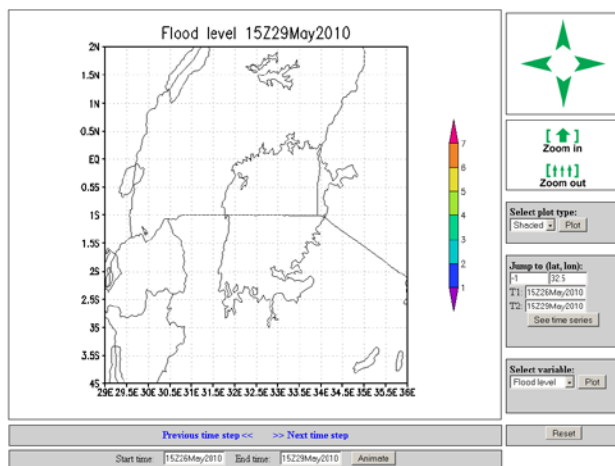 Flood level 15Z29May2010
2N
1.5N
1N
0.5N
EQ
0.5S
1S
1.5S
2S
2.5S
3S
3.5S
4S
29E 29.5E 30E 30.5E 31E 31.5E 32E 32.5E 33E 33.5E 34E 34.5E 35E 35.5E 36E
7
6
5
4
3
2
1
Zoom in
Zoom out
Select plot type:
Shaded Plot
Jump to (lat, lon):
-1 32.5
T1: 15Z26May2010
T2: 15Z29May2010
See time series
Select variable:
Flood level Plot
Previous time step << >> Next time step
Reset
Start time: 15Z26May2010 End time: 15Z29May2010 Animate